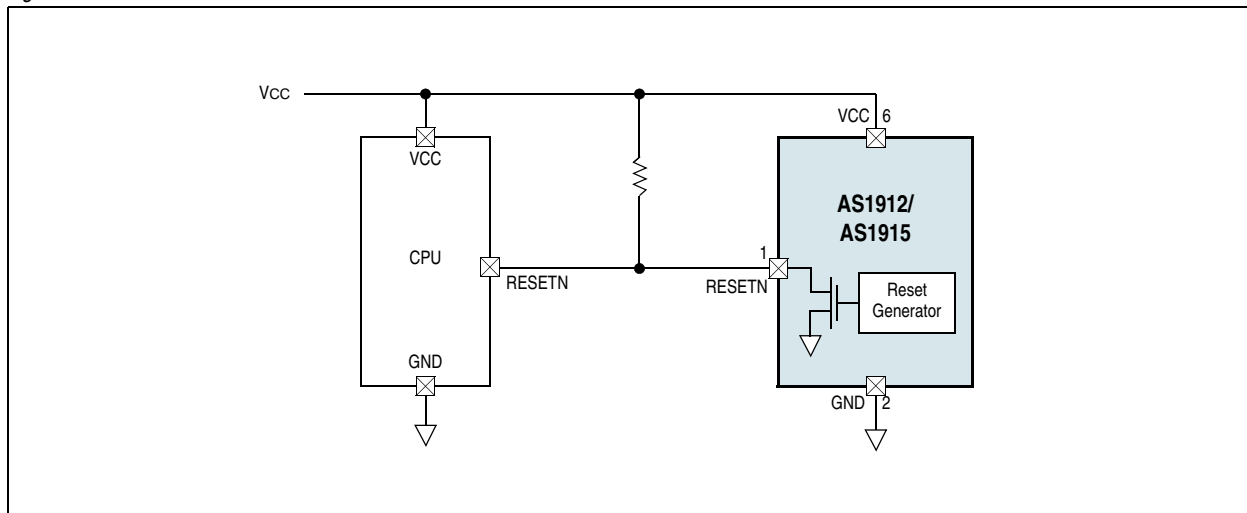 Vcc
VCC 6
VCC
AS1912/
AS1915
CPU
1
RESETN
RESETN
Reset
Generator
GND
GND 2